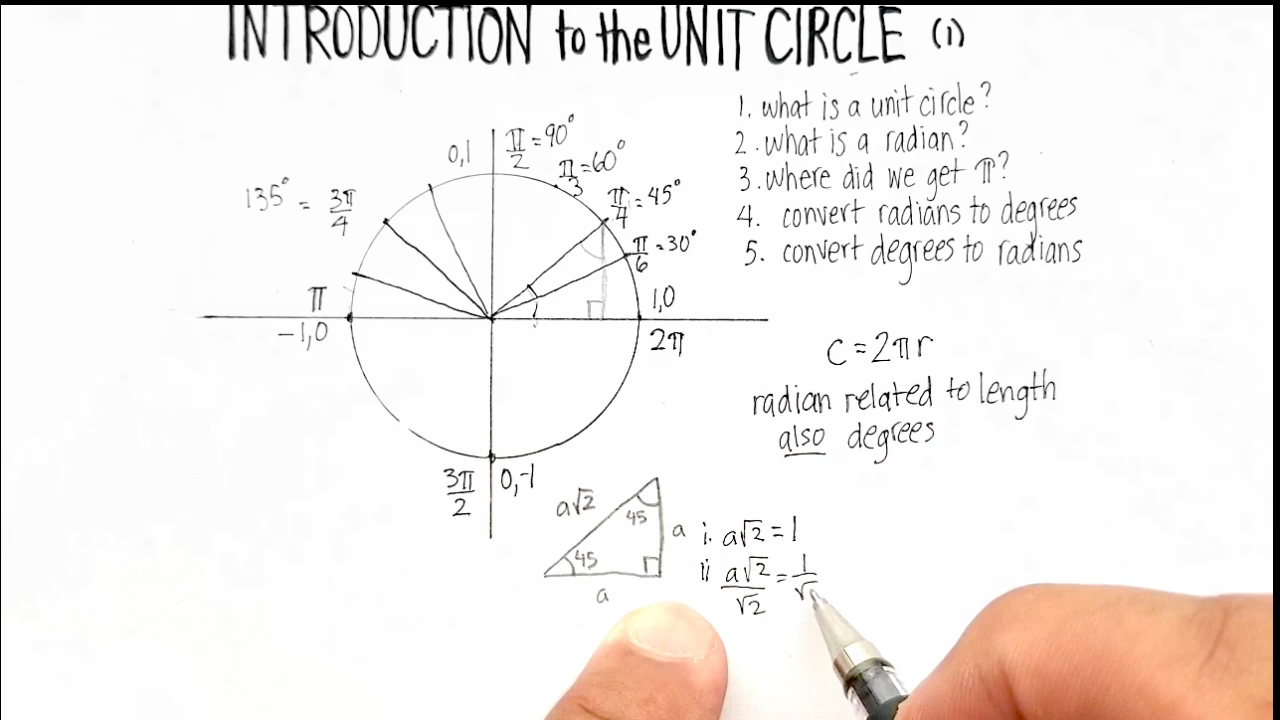 INTRODUCTION to the UNIT CIRCLE (1)
1. what is a unit circle?
2. what is a radian?
3. where did we get π?
4. convert radians to degrees
5. convert degrees to radians
0,1
π/2 = 90°
π/3 = 60°
π/4 = 45°
π/6 = 30°
135° = 3π/4
π
-1,0
1,0
2π
3π/2
0,-1
C = 2πr
radian related to length
also degrees
a√2
45
45
a
a
i. a√2 = 1
ii a√2/√2 = 1/√